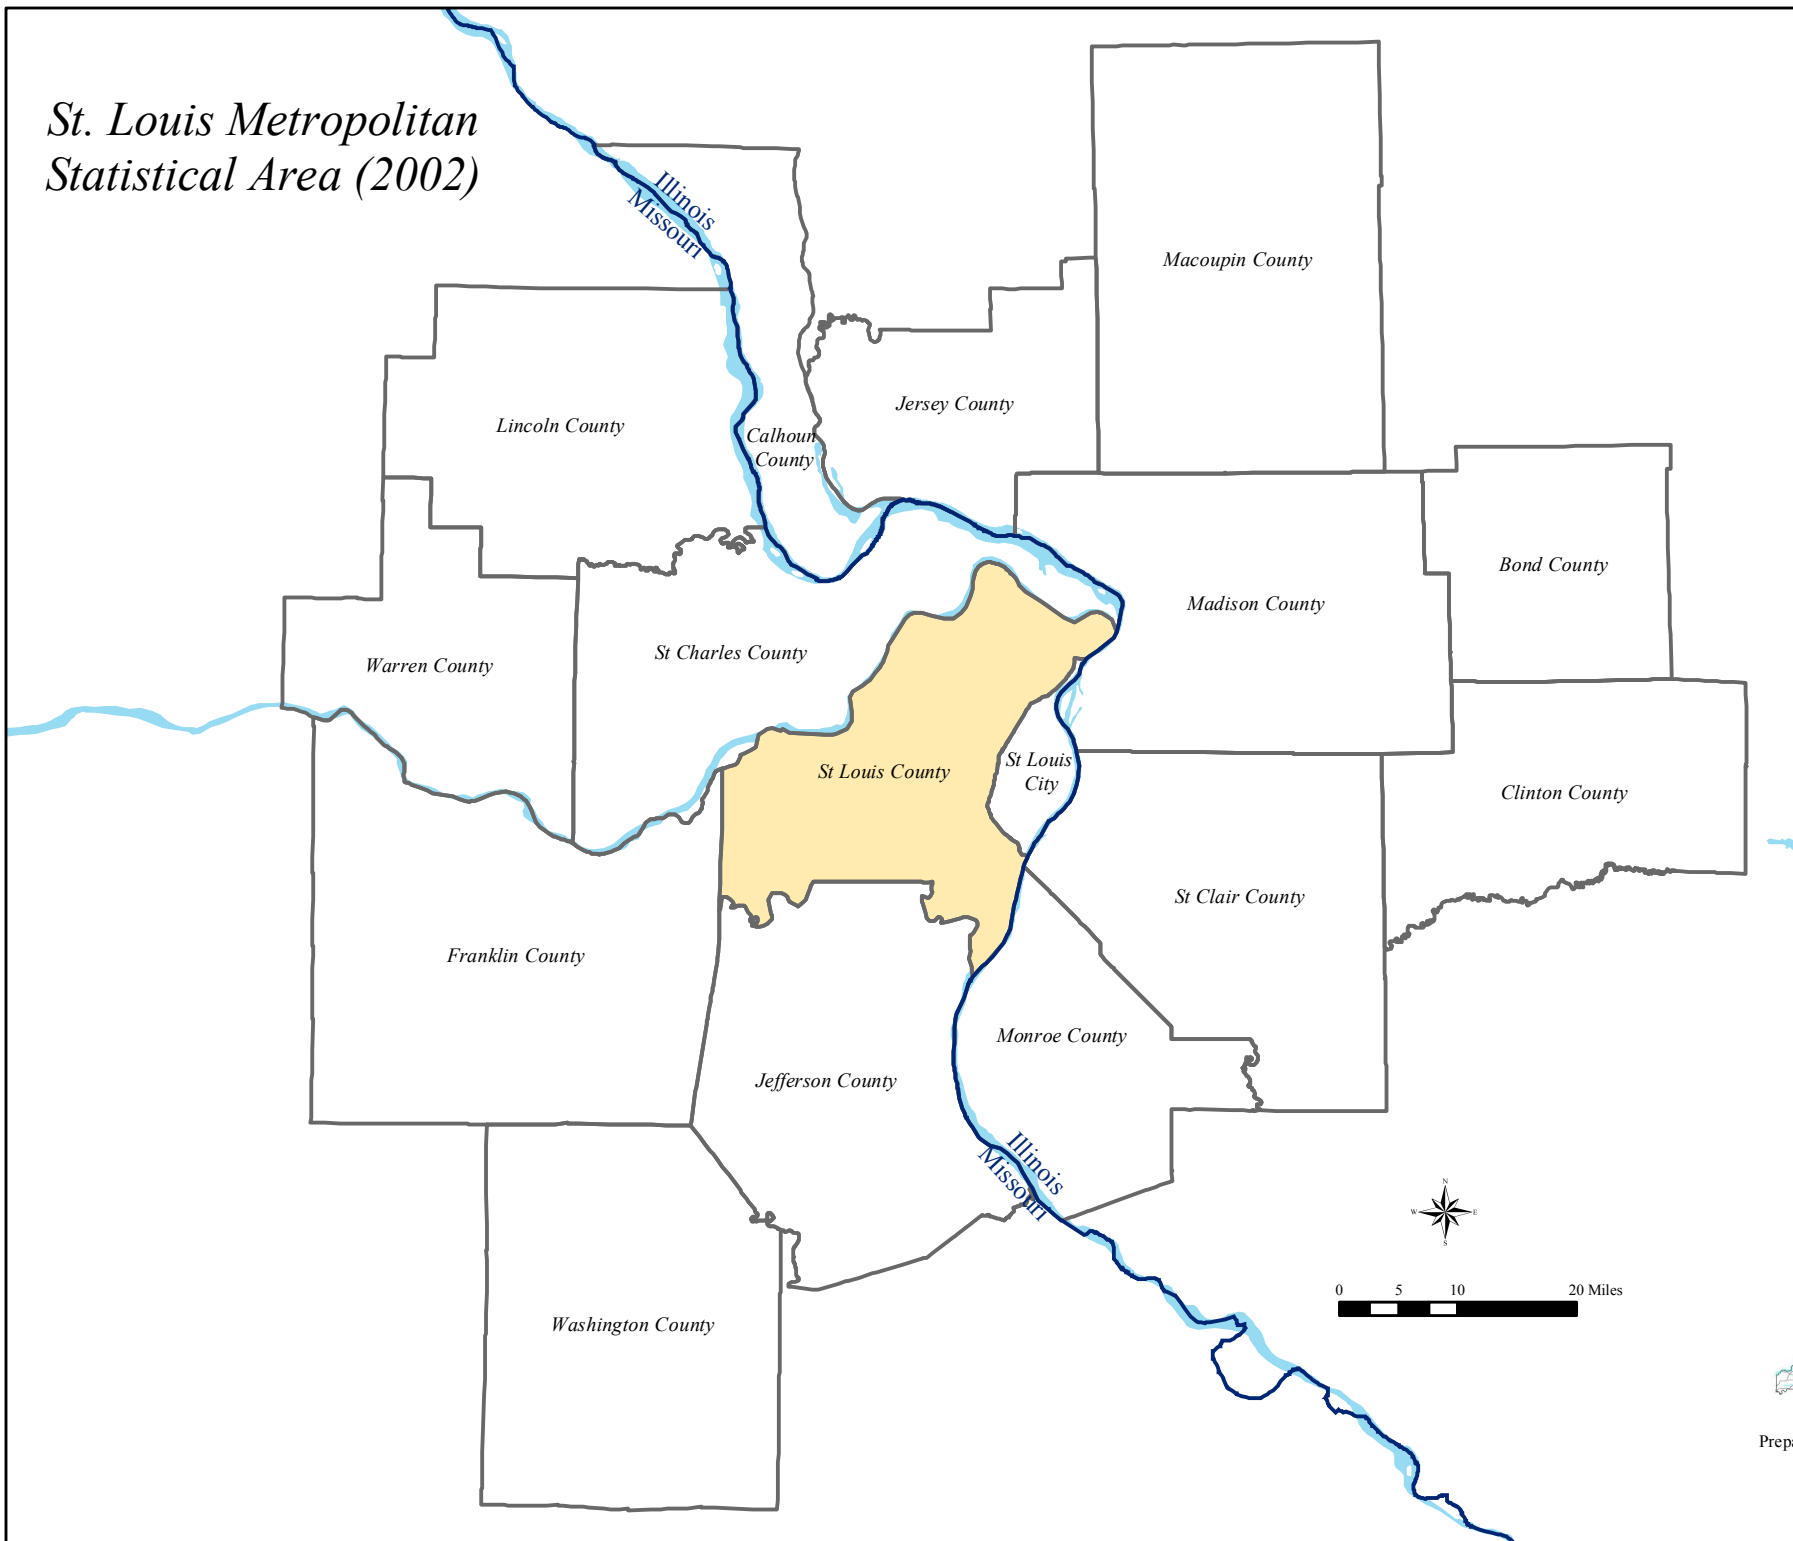 St. Louis Metropolitan
Statistical Area (2002)
Illinois
Missouri
Macoupin County
Jersey County
Lincoln County
Calhoun
County
Bond County
Madison County
St Charles County
Warren County
St Louis County
St Louis
City
Clinton County
St Clair County
Franklin County
Monroe County
Jefferson County
Illinois
Missouri
Washington County
N
W
E
S
0 5 10 20 Miles